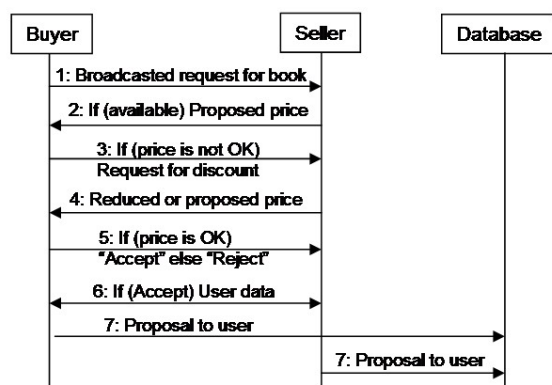 Buyer
Seller
Database
1: Broadcasted request for book
2: If (available) Proposed price
3: If (price is not OK)
Request for discount
4: Reduced or proposed price
5: If (price is OK)
"Accept" else "Reject"
6: If (Accept) User data
7: Proposal to user
7: Proposal to user